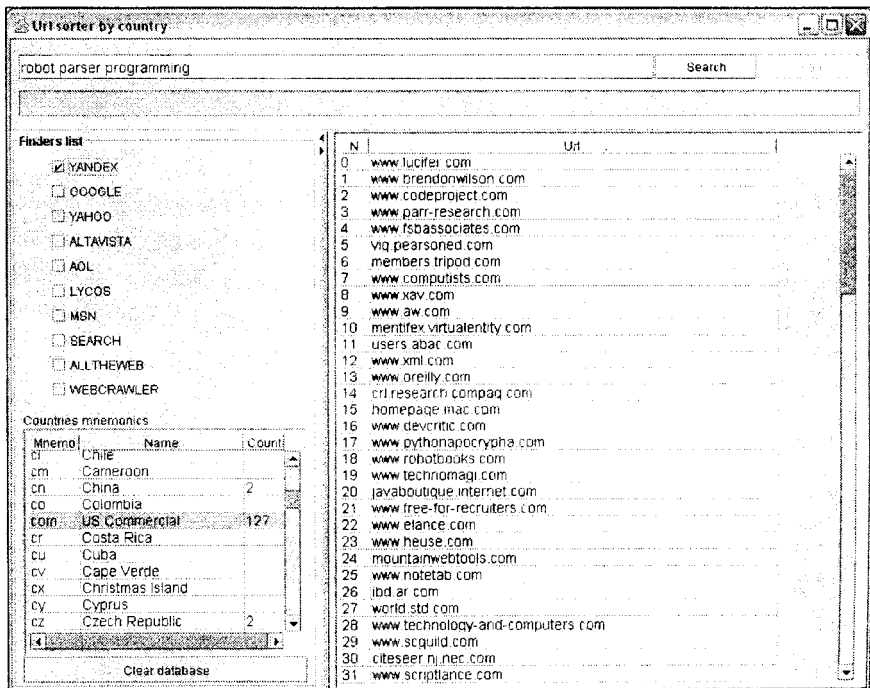 Url sorter by country
robot parser programming
Search
Finders list
YANDEX
GOOGLE
YAHOO
ALTAVISTA
AOL
LYCOS
MSN
SEARCH
ALLTHEWEB
WEBCRAWLER
Countries mnemonics
Mnemo Name Count
cl Chile
cm Cameroon
cn China 2
co Colombia
com US Commercial 127
cr Costa Rica
cu Cuba
cv Cape Verde
cx Christmas Island
cy Cyprus
cz Czech Republic 2
Clear database
N Url
0 www.lucifer.com
1 www.brendonwilson.com
2 www.codeproject.com
3 www.parr-research.com
4 www.fsbassociates.com
5 vig.pearsoned.com
6 members.tripod.com
7 www.computists.com
8 www.xav.com
9 www.aw.com
10 mentifex.virtualentity.com
11 users.abac.com
12 www.xml.com
13 www.oreilly.com
14 crl.research.compaq.com
15 homepage.mac.com
16 www.devcritic.com
17 www.pythonapocrypha.com
18 www.robotbooks.com
19 www.technomagi.com
20 javaboutique.internet.com
21 www.free-for-recruiters.com
22 www.elance.com
23 www.heuse.com
24 mountainwebtools.com
25 www.notetab.com
26 ibd.ar.com
27 world.std.com
28 www.technology-and-computers.com
29 www.scguild.com
30 citeseer.nj.nec.com
31 www.scriptlance.com